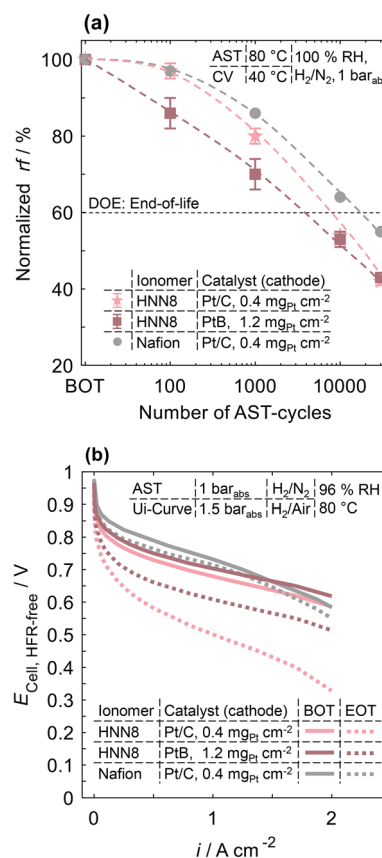 (a)
AST 80 °C 100 % RH,
CV 40 °C H2/N2, 1 barab
Normalized rf / %
100
80
60
40
20
DOE: End-of-life
Ionomer Catalyst (cathode)
HNN8 Pt/C, 0.4 mgPt cm-2
HNN8 PtB, 1.2 mgPt cm-2
Nafion Pt/C, 0.4 mgPt cm-2
BOT 100 1000 10000
Number of AST-cycles
(b)
AST 1 barabs H2/N2 96 % RH
Ui-Curve 1.5 barabs H2/Air 80 °C
ECell, HFR-free / V
1
0.9
0.8
0.7
0.6
0.5
0.4
0.3
0.2
0.1
0
Ionomer Catalyst (cathode) BOT EOT
HNN8 Pt/C, 0.4 mgPt cm-2
HNN8 PtB, 1.2 mgPt cm-2
Nafion Pt/C, 0.4 mgPt cm-2
0 0.5 1 1.5 2
i / A cm-2